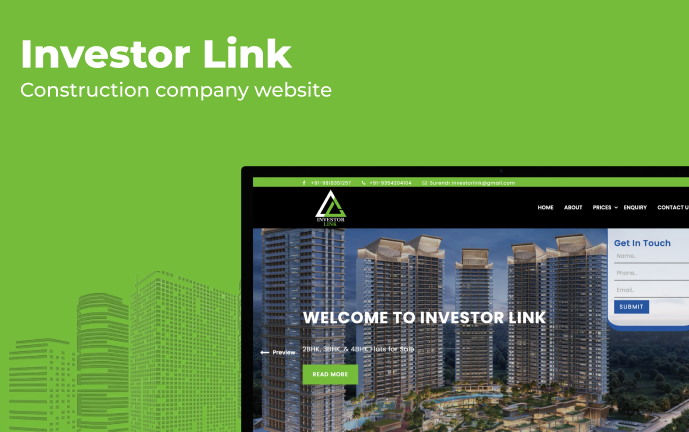 Investor Link
Construction company website
+91-9818351257 +91-9354204104 Surendr.investorlink@gmail.com
INVESTOR
LINK
HOME ABOUT PRICES ENQUIRY CONTACT U
Get In Touch
Name..
Phone..
Email..
SUBMIT
WELCOME TO INVESTOR LINK
2BHK, 3BHK, & 4BHK Flats for Sale
Preview
READ MORE